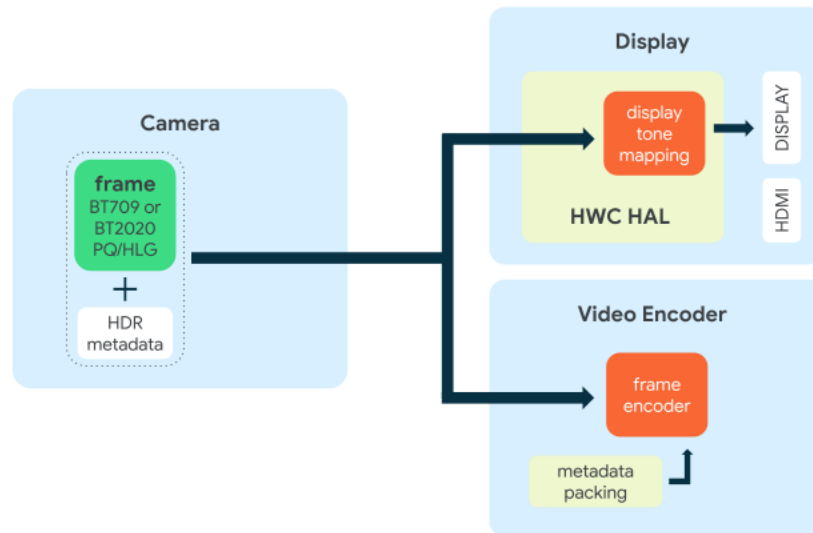 Camera
frame
BT709 or
BT2020
PQ/HLG
+
HDR
metadata
Display
display
tone
mapping
HWC HAL
DISPLAY
HDMI
Video Encoder
frame
encoder
metadata
packing